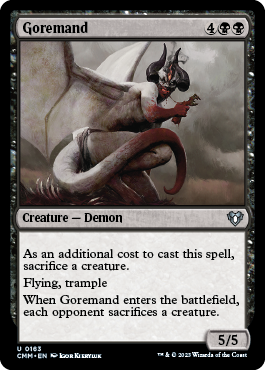 Goremand 4
Creature — Demon
As an additional cost to cast this spell,
sacrifice a creature.
Flying, trample
When Goremand enters the battlefield,
each opponent sacrifices a creature.
5/5
U 0163
CMM • EN Igor Kieryluk
™ & © 2023 Wizards of the Coast